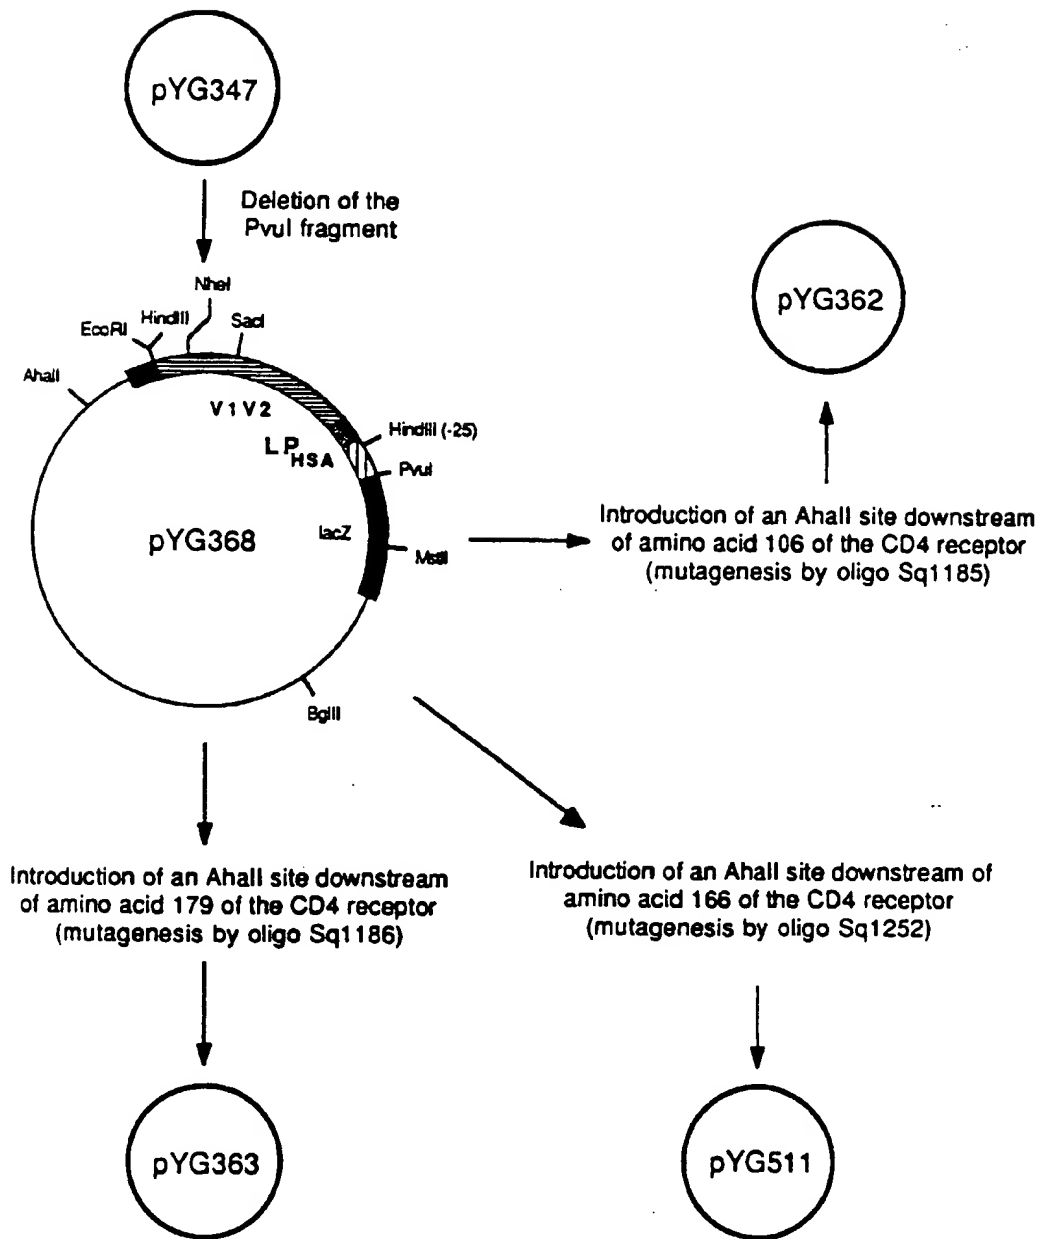 pYG347
Deletion of the
PvuI fragment
NheI
HindIII
SacI
EcoRI
AhaII
pYG362
V1V2
HindIII (-25)
LP HSA
PvuI
lacZ
pYG368
MstII
Introduction of an AhaII site downstream
of amino acid 106 of the CD4 receptor
(mutagenesis by oligo Sq1185)
BglII
Introduction of an AhaII site downstream
of amino acid 179 of the CD4 receptor
(mutagenesis by oligo Sq1186)
Introduction of an AhaII site downstream of
amino acid 166 of the CD4 receptor
(mutagenesis by oligo Sq1252)
pYG363
pYG511